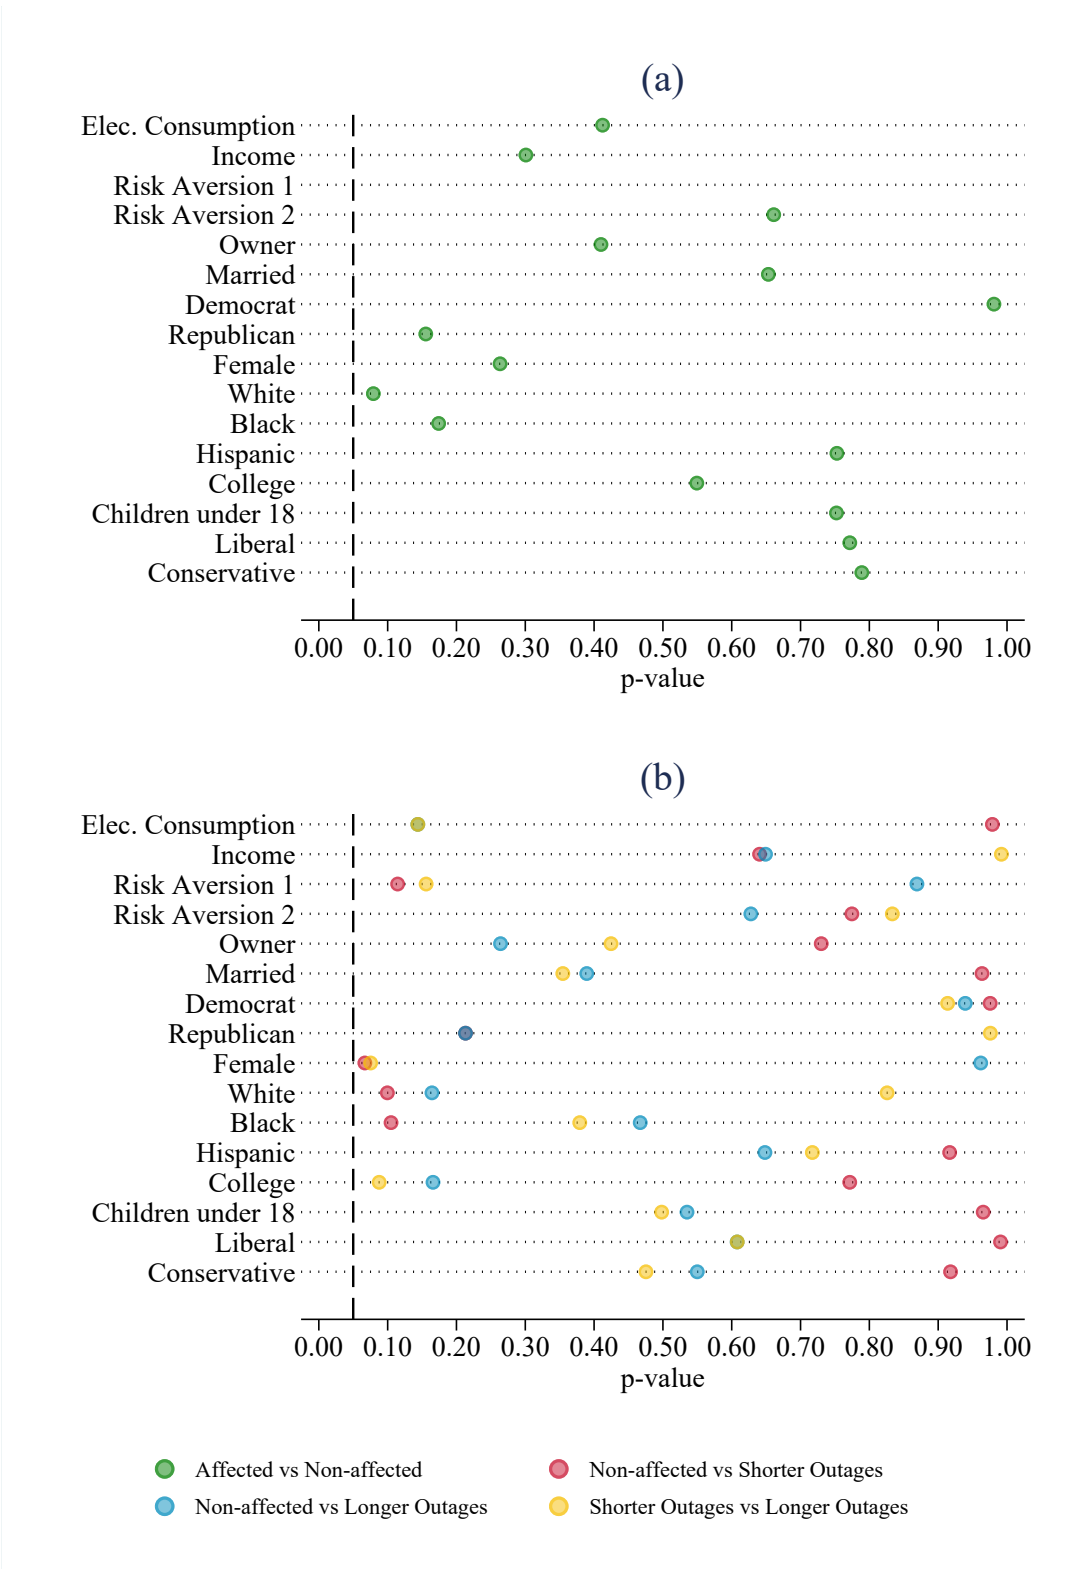 (a)
Elec. Consumption
Income
Risk Aversion 1
Risk Aversion 2
Owner
Married
Democrat
Republican
Female
White
Black
Hispanic
College
Children under 18
Liberal
Conservative
0.00 0.10 0.20 0.30 0.40 0.50 0.60 0.70 0.80 0.90 1.00
p-value
(b)
Elec. Consumption
Income
Risk Aversion 1
Risk Aversion 2
Owner
Married
Democrat
Republican
Female
White
Black
Hispanic
College
Children under 18
Liberal
Conservative
0.00 0.10 0.20 0.30 0.40 0.50 0.60 0.70 0.80 0.90 1.00
p-value
Affected vs Non-affected Non-affected vs Shorter Outages
Non-affected vs Longer Outages Shorter Outages vs Longer Outages